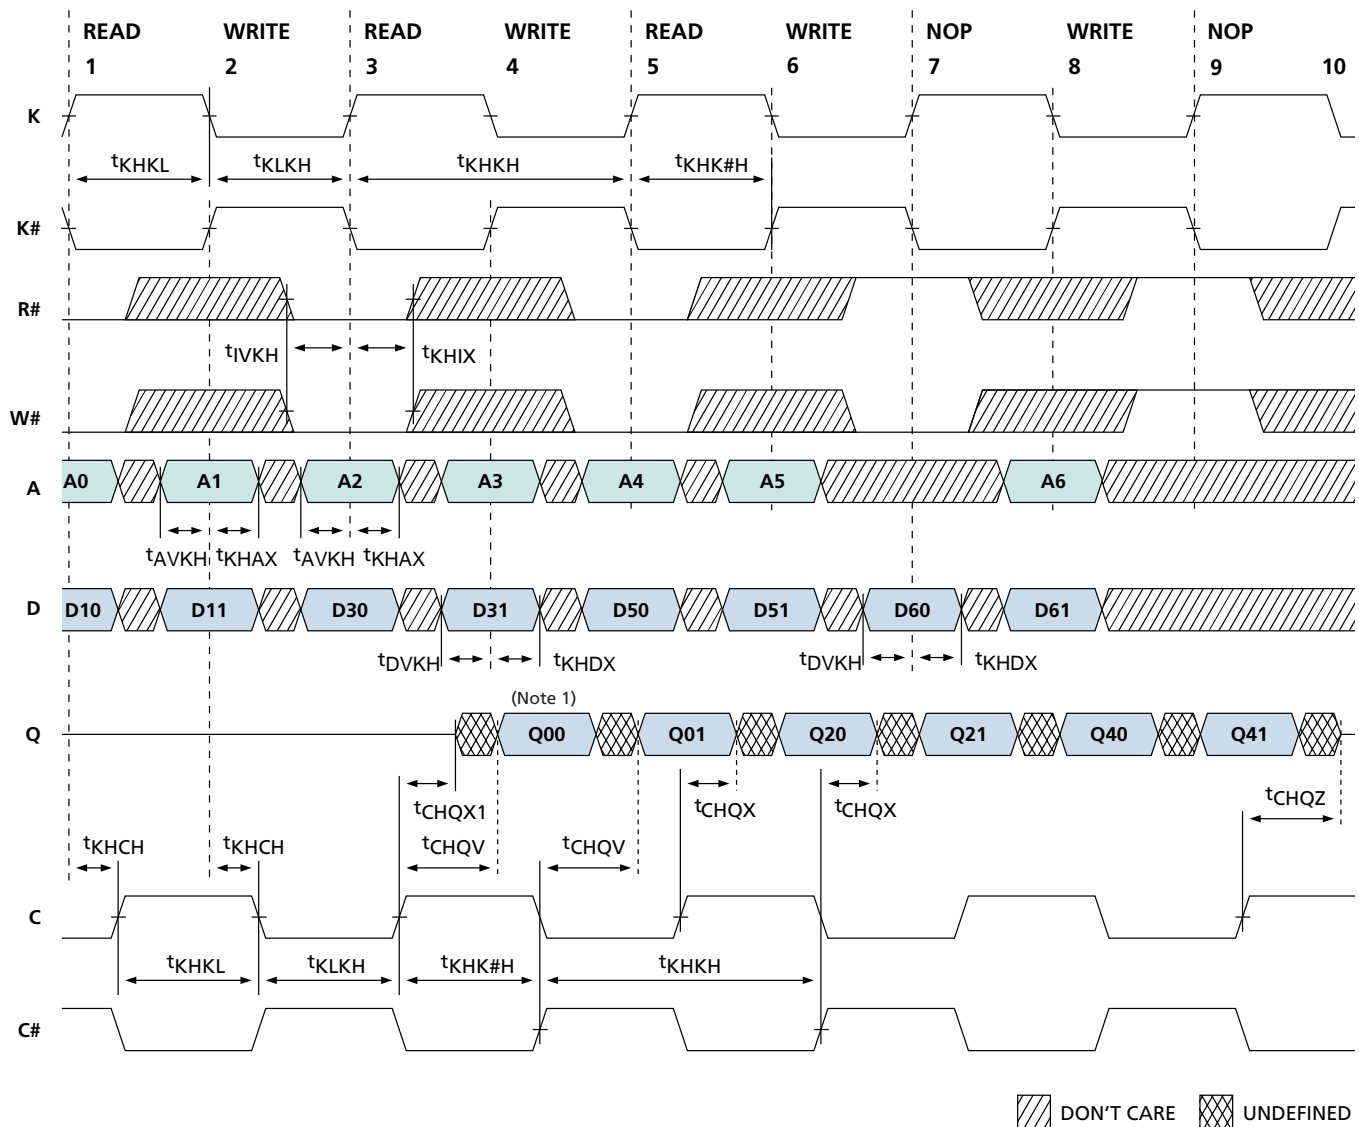 READ WRITE READ WRITE READ WRITE NOP WRITE NOP
1 2 3 4 5 6 7 8 9 10
K
tKHKL tKLKH tKHKH tKHK#H
K#
R#
tIVKH tKHIX
W#
A A0 A1 A2 A3 A4 A5 A6
tAVKH tKHAX tAVKH tKHAX
D D10 D11 D30 D31 D50 D51 D60 D61
tDVKH tKHDX tDVKH tKHDX
(Note 1)
Q Q00 Q01 Q20 Q21 Q40 Q41
tCHQX1 tCHQX tCHQX tCHQZ
tKHCH tKHCH tCHQV tCHQV
C
tKHKL tKLKH tKHK#H tKHKH
C#
DON'T CARE UNDEFINED